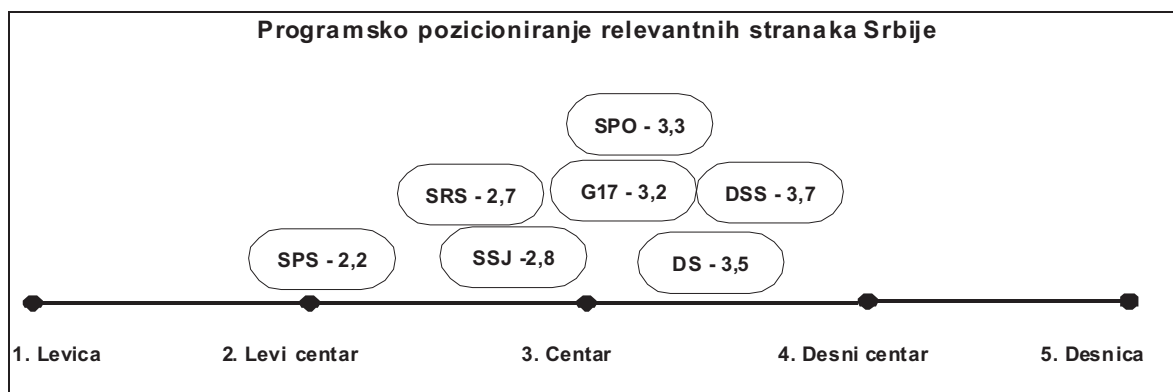 Programsko pozicioniranje relevantnih stranaka Srbije
SPO - 3,3
SRS - 2,7
G17 - 3,2
DSS - 3,7
SPS - 2,2
SSJ -2,8
DS - 3,5
1. Levica
2. Levi centar
3. Centar
4. Desni centar
5. Desnica